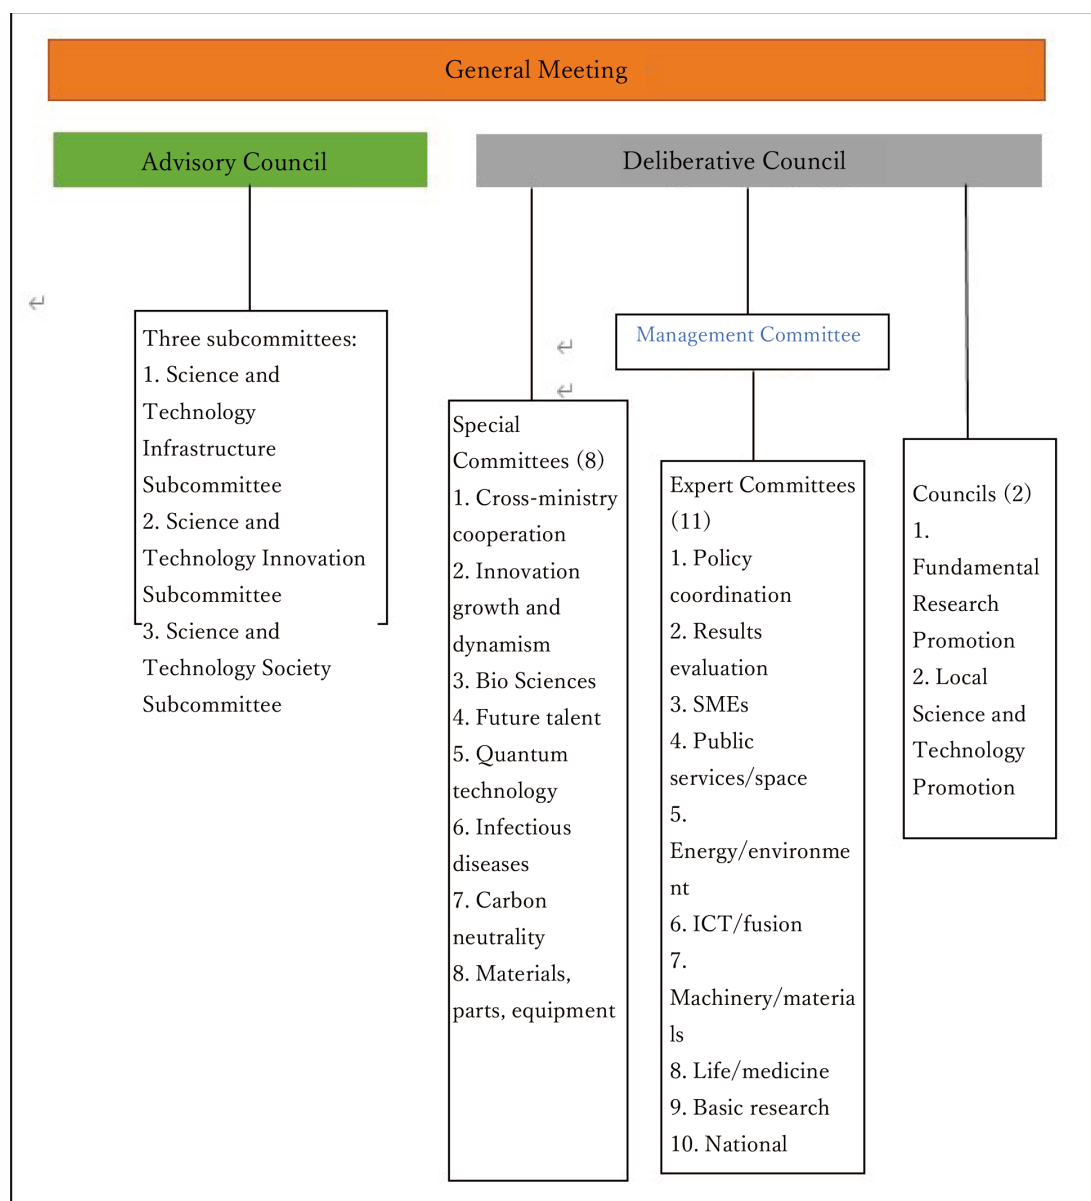 General Meeting
Advisory Council
Deliberative Council
Three subcommittees:
1. Science and
Technology
Infrastructure
Subcommittee
2. Science and
Technology Innovation
Subcommittee
3. Science and
Technology Society
Subcommittee
Special
Committees (8)
1. Cross-ministry
cooperation
2. Innovation
growth and
dynamism
3. Bio Sciences
4. Future talent
5. Quantum
technology
6. Infectious
diseases
7. Carbon
neutrality
8. Materials,
parts, equipment
Management Committee
Expert Committees
(11)
1. Policy
coordination
2. Results
evaluation
3. SMEs
4. Public
services/space
5.
Energy/environme
nt
6. ICT/fusion
7.
Machinery/materia
ls
8. Life/medicine
9. Basic research
10. National
Councils (2)
1.
Fundamental
Research
Promotion
2. Local
Science and
Technology
Promotion